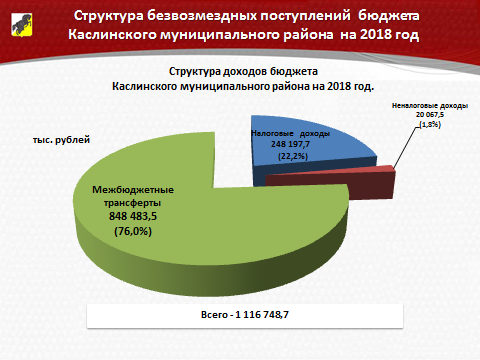 Структура безвозмездных поступлений бюджета
Каслинского муниципального района на 2018 год
Структура доходов бюджета
Каслинского муниципального района на 2018 год.
тыс. рублей
Налоговые доходы
248 197,7
(22,2%)
Неналоговые доходы
20 067,5
(1,8%)
Межбюджетные
трансферты
848 483,5
(76,0%)
Всего - 1 116 748,7